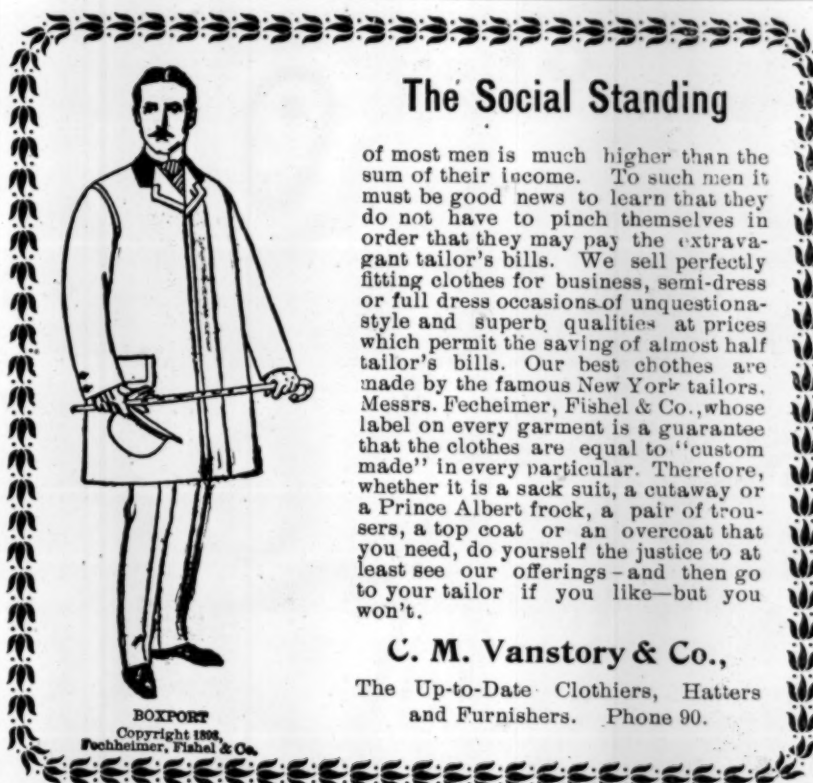 The Social Standing
of most men is much higher than the
sum of their income. To such men it
must be good news to learn that they
do not have to pinch themselves in
order that they may pay the extrava-
gant tailor's bills. We sell perfectly
fitting clothes for business, semi-dress
or full dress occasions of unquestiona-
style and superb qualities at prices
which permit the saving of almost half
tailor's bills. Our best chothes are
made by the famous New York tailors.
Messrs. Fecheimer, Fishel & Co., whose
label on every garment is a guarantee
that the clothes are equal to "custom
made" in every particular. Therefore,
whether it is a sack suit, a cutaway or
a Prince Albert frock, a pair of trou-
sers, a top coat or an overcoat that
you need, do yourself the justice to at
least see our offerings – and then go
to your tailor if you like—but you
won't.
C. M. Vanstory & Co.,
The Up-to-Date Clothiers, Hatters
and Furnishers. Phone 90.
BOXPORT
Copyright 1898,
Fechheimer, Fishel & Co.